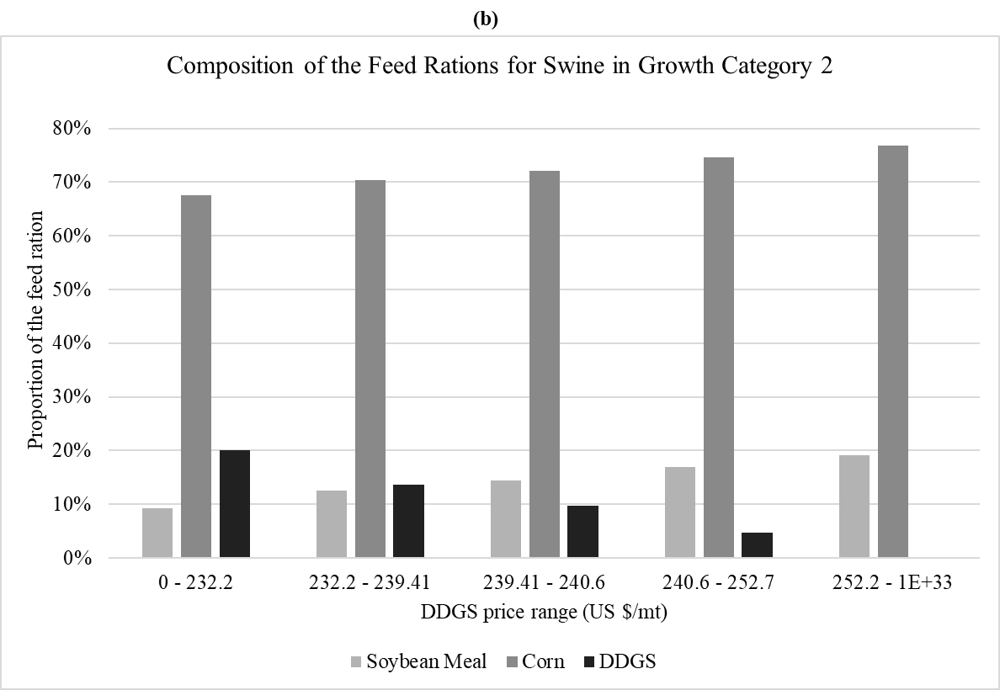 (b)
Composition of the Feed Rations for Swine in Growth Category 2
Proportion of the feed ration
80%
70%
60%
50%
40%
30%
20%
10%
0%
0 - 232.2
232.2 - 239.41
239.41 - 240.6
240.6 - 252.7
252.2 - 1E+33
DDGS price range (US $/mt)
Soybean Meal
Corn
DDGS